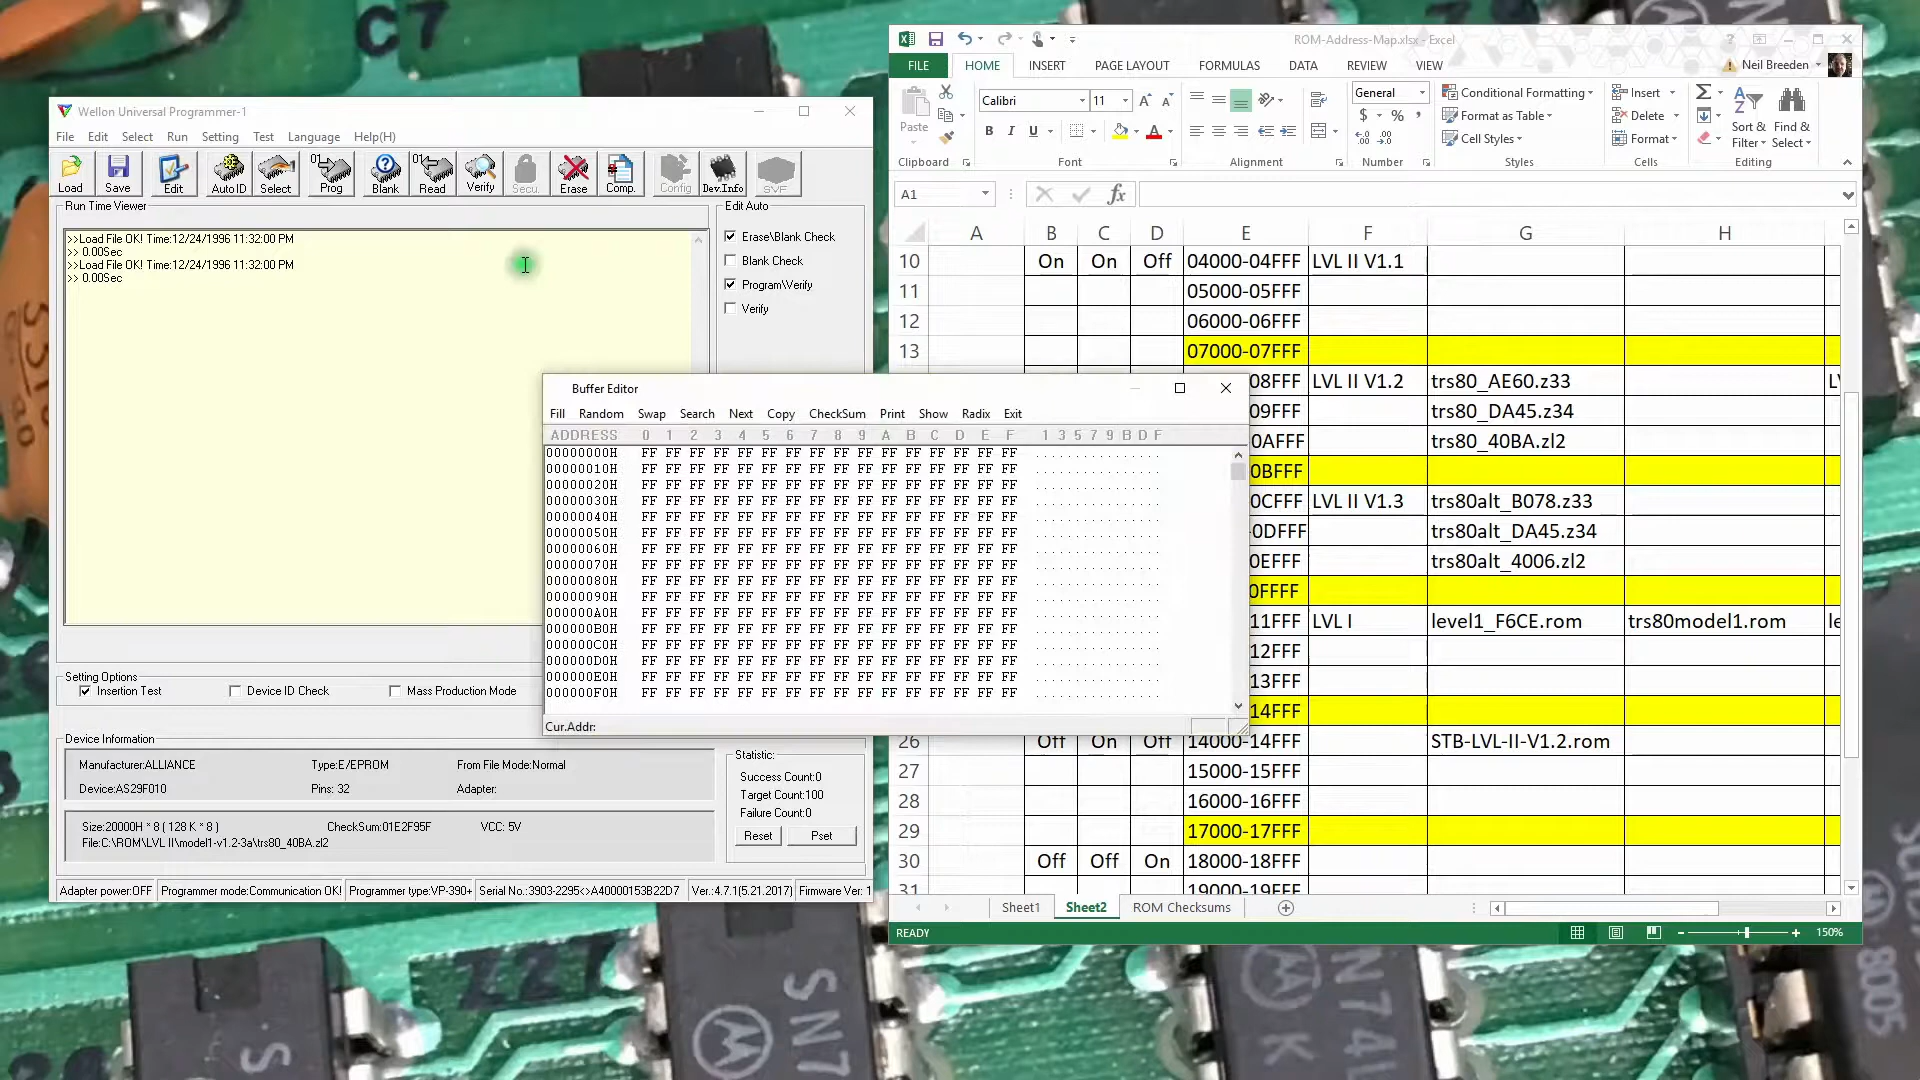 C7
Wellon Universal Programmer-1
File Edit Select Run Setting Test Language Help(H)
Load Save Edit Auto ID Select Prog Blank Read Verify Secu. Erase Comp. Config Dev.Info SVF
Run Time Viewer
>>Load File OK! Time:12/24/1996 11:32:00 PM
>> 0.00Sec
>>Load File OK! Time:12/24/1996 11:32:00 PM
>> 0.00Sec
Edit Auto
Erase\Blank Check
Blank Check
Program\Verify
Verify
Setting Options
Insertion Test
Device ID Check
Mass Production Mode
Device Information
Manufacturer:ALLIANCE Type:E/EPROM From File Mode:Normal
Device:AS29F010 Pins: 32 Adapter:
Size:20000H * 8 ( 128 K * 8 ) CheckSum:01E2F95F VCC: 5V
File:C:\ROM\LVL II\model1-v1.2-3a\trs80_40BA.zl2
Statistic:
Success Count:0
Target Count:100
Failure Count:0
Reset Pset
Adapter power:OFF Programmer mode:Communication OK! Programmer type:VP-390+ Serial No.:3903-2295<>A40000153B22D7 Ver.:4.7.1(5.21.2017) Firmware Ver: 1
Buffer Editor
Fill Random Swap Search Next Copy CheckSum Print Show Radix Exit
ADDRESS 0 1 2 3 4 5 6 7 8 9 A B C D E F 1 3 5 7 9 B D F
00000000H FF FF FF FF FF FF FF FF FF FF FF FF FF FF FF FF ................
00000010H FF FF FF FF FF FF FF FF FF FF FF FF FF FF FF FF ................
00000020H FF FF FF FF FF FF FF FF FF FF FF FF FF FF FF FF ................
00000030H FF FF FF FF FF FF FF FF FF FF FF FF FF FF FF FF ................
00000040H FF FF FF FF FF FF FF FF FF FF FF FF FF FF FF FF ................
00000050H FF FF FF FF FF FF FF FF FF FF FF FF FF FF FF FF ................
00000060H FF FF FF FF FF FF FF FF FF FF FF FF FF FF FF FF ................
00000070H FF FF FF FF FF FF FF FF FF FF FF FF FF FF FF FF ................
00000080H FF FF FF FF FF FF FF FF FF FF FF FF FF FF FF FF ................
00000090H FF FF FF FF FF FF FF FF FF FF FF FF FF FF FF FF ................
000000A0H FF FF FF FF FF FF FF FF FF FF FF FF FF FF FF FF ................
000000B0H FF FF FF FF FF FF FF FF FF FF FF FF FF FF FF FF ................
000000C0H FF FF FF FF FF FF FF FF FF FF FF FF FF FF FF FF ................
000000D0H FF FF FF FF FF FF FF FF FF FF FF FF FF FF FF FF ................
000000E0H FF FF FF FF FF FF FF FF FF FF FF FF FF FF FF FF ................
000000F0H FF FF FF FF FF FF FF FF FF FF FF FF FF FF FF FF ................
Cur.Addr:
ROM-Address-Map.xlsx - Excel
FILE HOME INSERT PAGE LAYOUT FORMULAS DATA REVIEW VIEW Neil Breeden
Paste Calibri 11 General
Conditional Formatting
Format as Table
Cell Styles
Insert
Delete
Format
Sort & Filter
Find & Select
Clipboard Font Alignment Number Styles Cells Editing
A1 fx
A B C D E F G H
10 On On Off 04000-04FFF LVL II V1.1
11 05000-05FFF
12 06000-06FFF
13 07000-07FFF
08FFF LVL II V1.2 trs80_AE60.z33
09FFF trs80_DA45.z34
0AFFF trs80_40BA.zl2
0BFFF
0CFFF LVL II V1.3 trs80alt_B078.z33
-0DFFF trs80alt_DA45.z34
0EFFF trs80alt_4006.zl2
0FFFF
11FFF LVL I level1_F6CE.rom trs80model1.rom le
12FFF
13FFF
14FFF
26 Off On Off 14000-14FFF STB-LVL-II-V1.2.rom
27 15000-15FFF
28 16000-16FFF
29 17000-17FFF
30 Off Off On 18000-18FFF
31 19000-19FFF
Sheet1 Sheet2 ROM Checksums
READY 150%
Z27
SN7
SN74L
K
8005